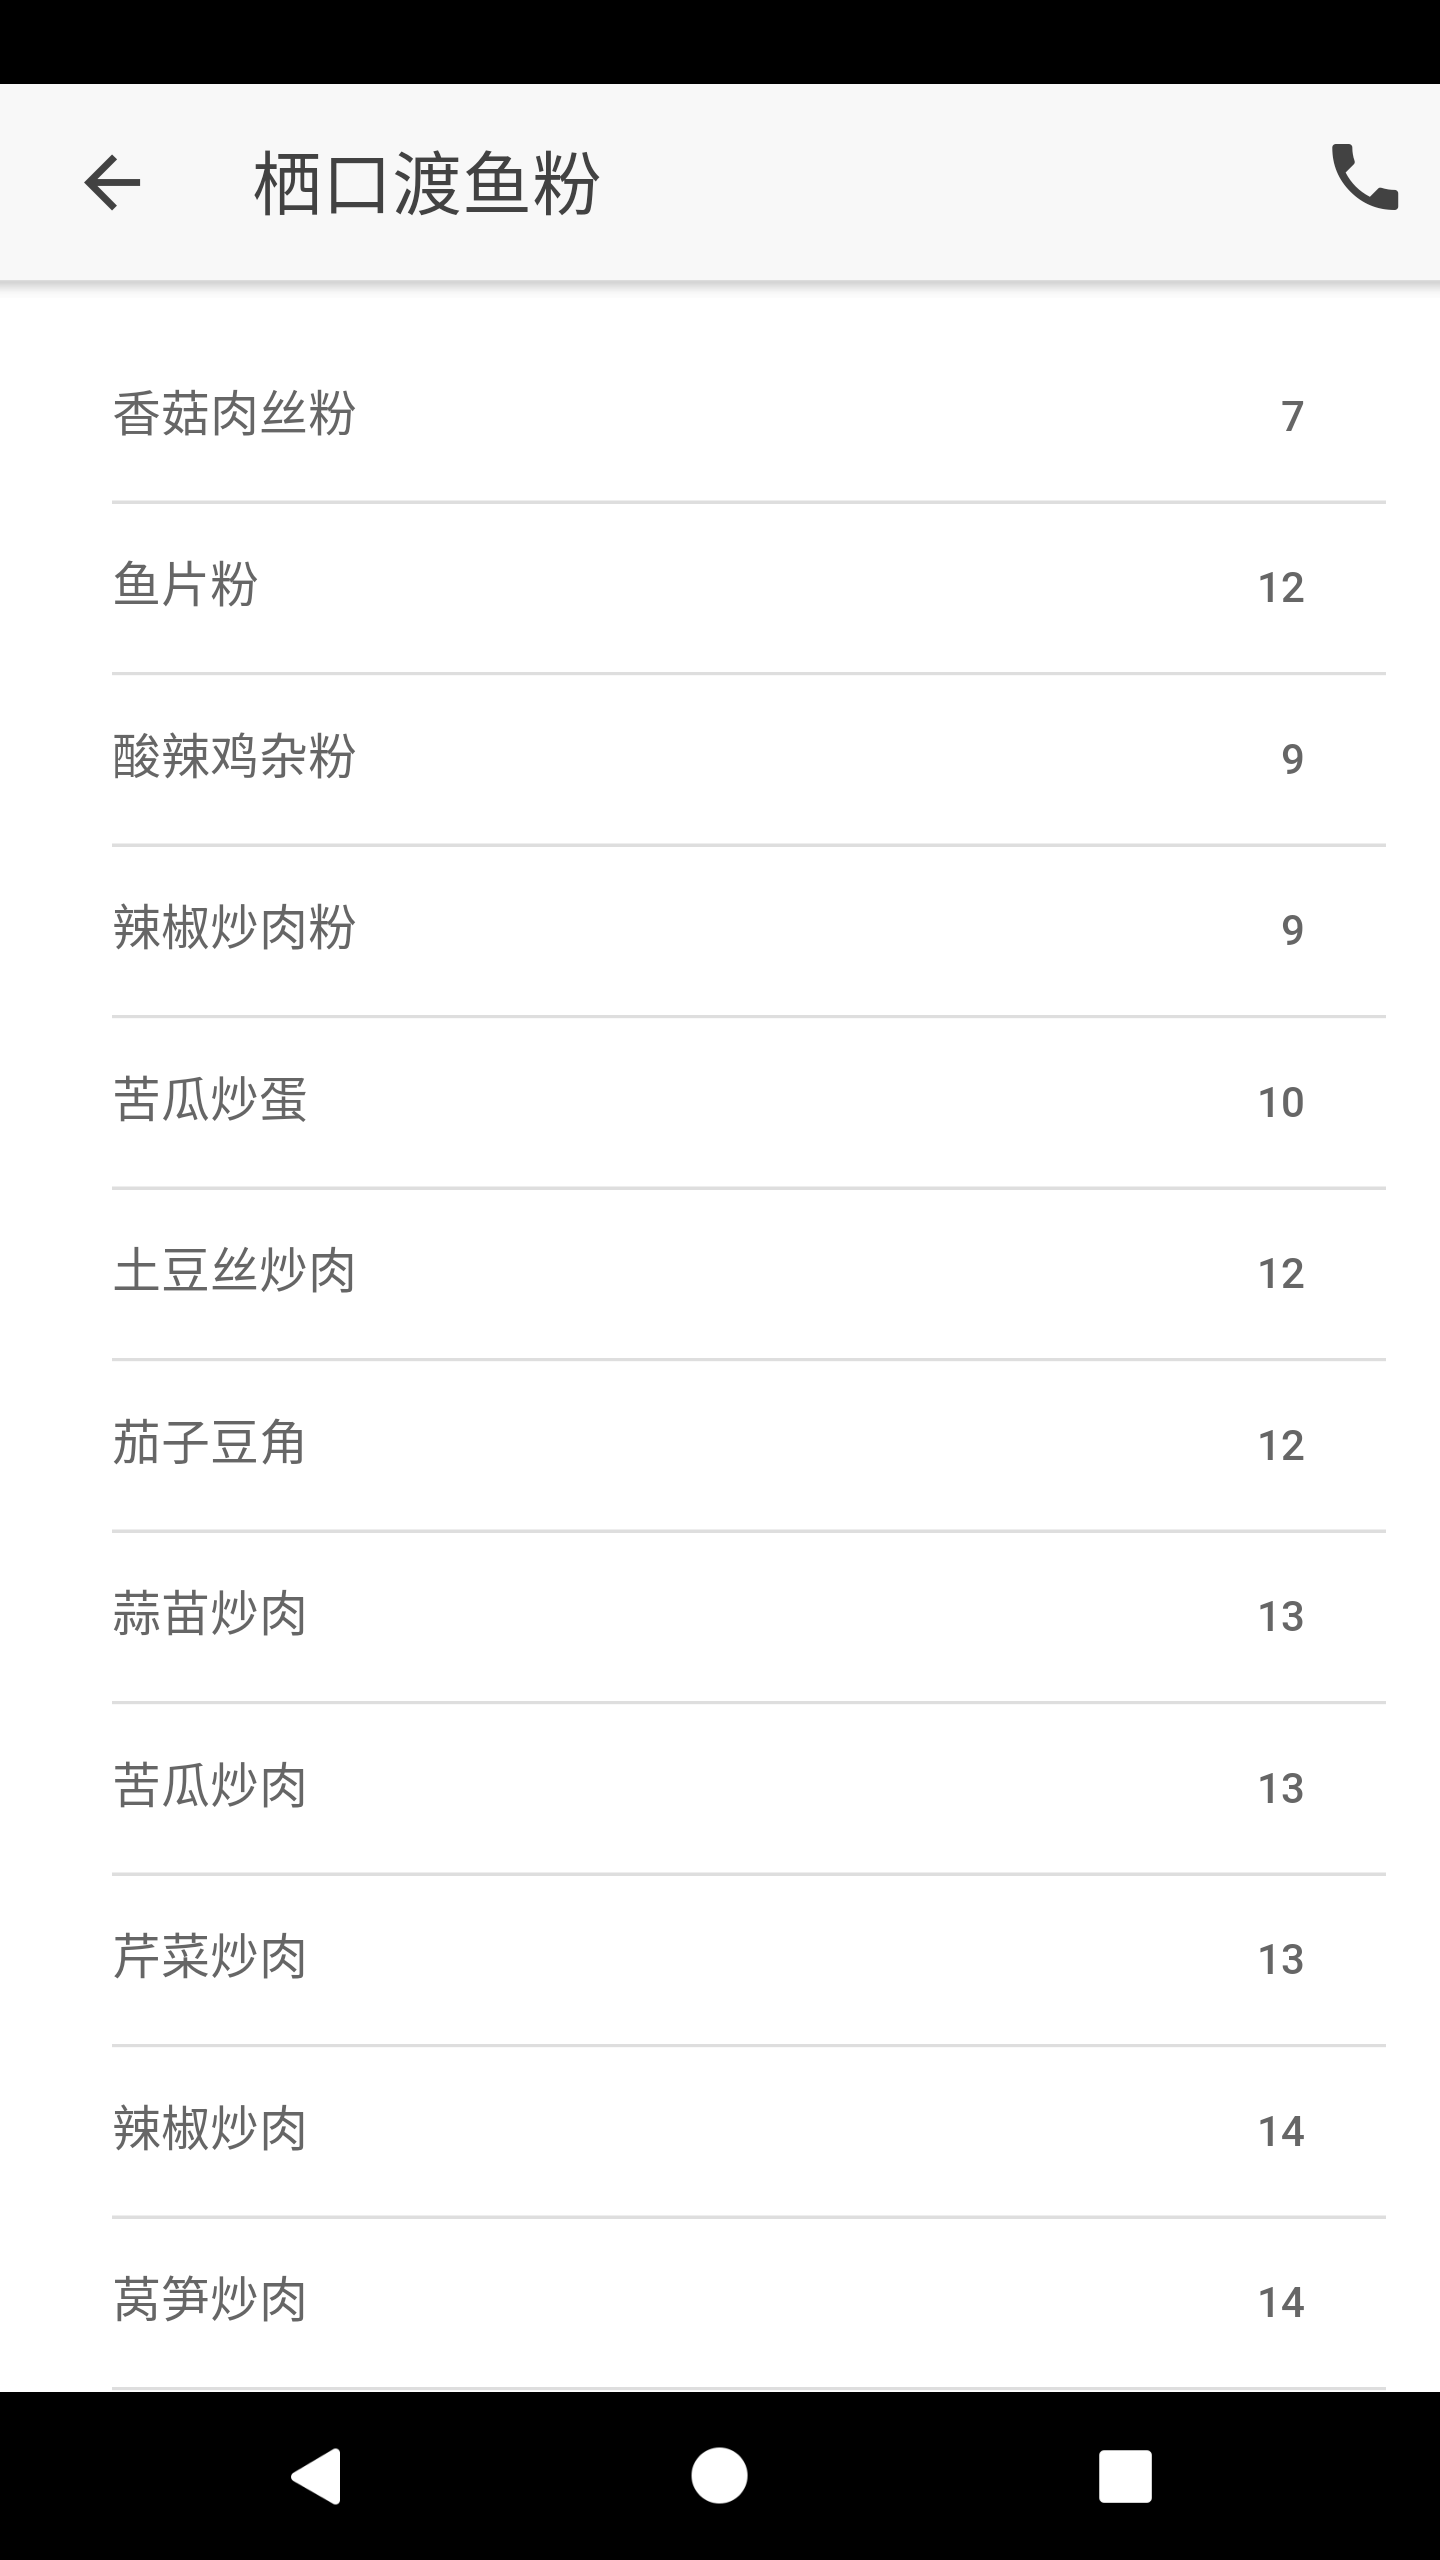 栖口渡鱼粉
香菇肉丝粉 7
鱼片粉 12
酸辣鸡杂粉 9
辣椒炒肉粉 9
苦瓜炒蛋 10
土豆丝炒肉 12
茄子豆角 12
蒜苗炒肉 13
苦瓜炒肉 13
芹菜炒肉 13
辣椒炒肉 14
莴笋炒肉 14